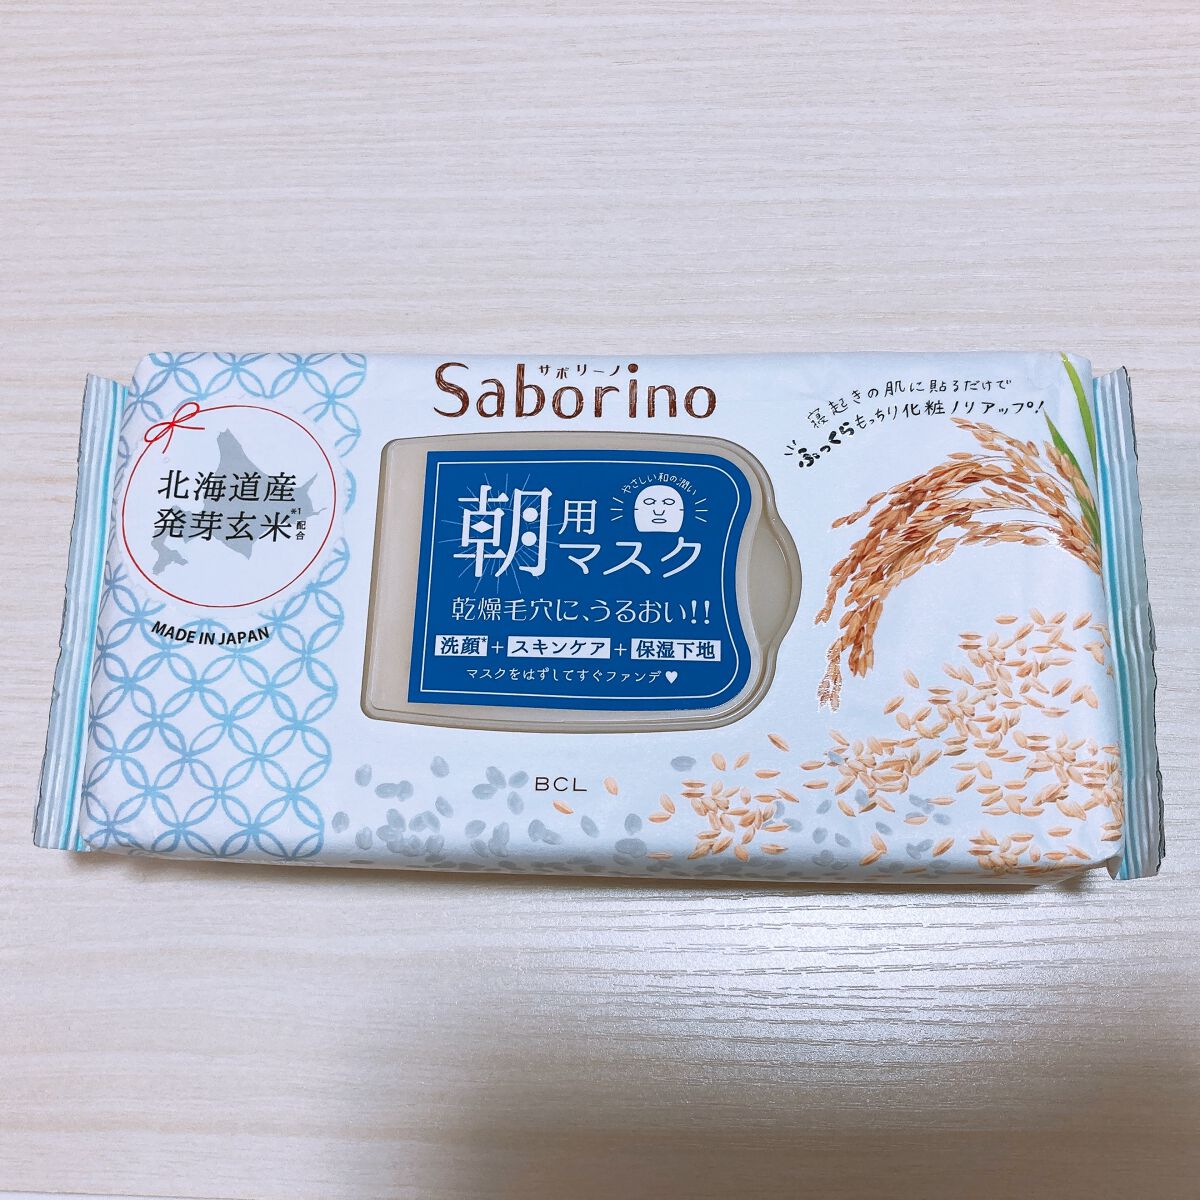 サボリーノ
Saborino
寝起きの肌に貼るだけで
ふっくらもっちり化粧ノリアップ!
北海道産
発芽玄米※1配合
MADE IN JAPAN
やさしい和の潤い
朝用マスク
乾燥毛穴に、うるおい!!
洗顔*+スキンケア+保湿下地
マスクをはずしてすぐファンデ♥
BCL